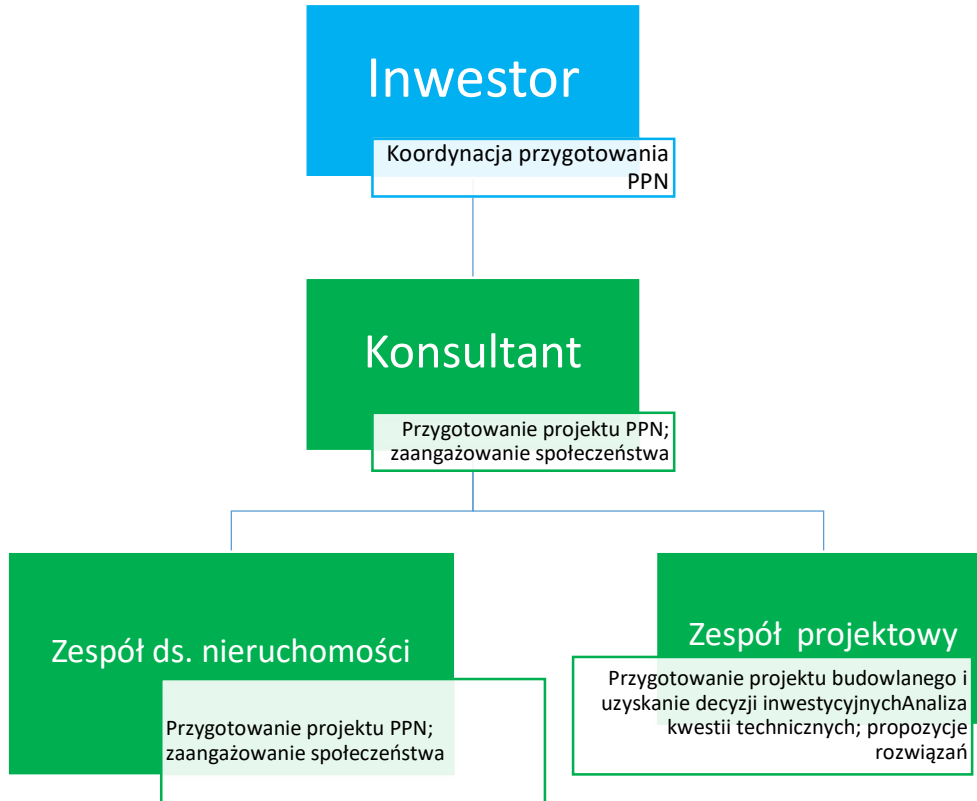 Inwestor
Koordynacja przygotowania
PPN
Konsultant
Przygotowanie projektu PPN;
zaangażowanie społeczeństwa
Zespół ds. nieruchomości
Przygotowanie projektu PPN;
zaangażowanie społeczeństwa
Zespół projektowy
Przygotowanie projektu budowlanego i
uzyskanie decyzji inwestycyjnychAnaliza
kwestii technicznych; propozycje
rozwiązań